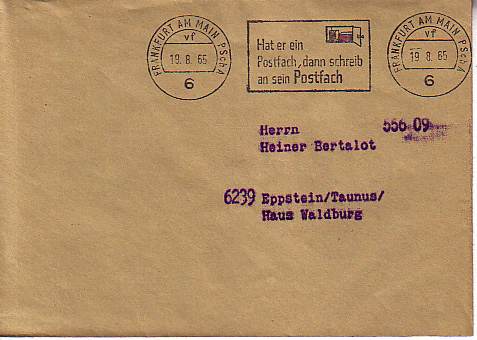 FRANKFURT AM MAIN PSchA
vf
19.8.65
6
Hat er ein
Postfach, dann schreib
an sein Postfach
FRANKFURT AM MAIN PSchA
vf
19.8.65
6
Herrn 556 09
Heiner Bertalot
6239 Eppstein/Taunus/
Haus Waldburg